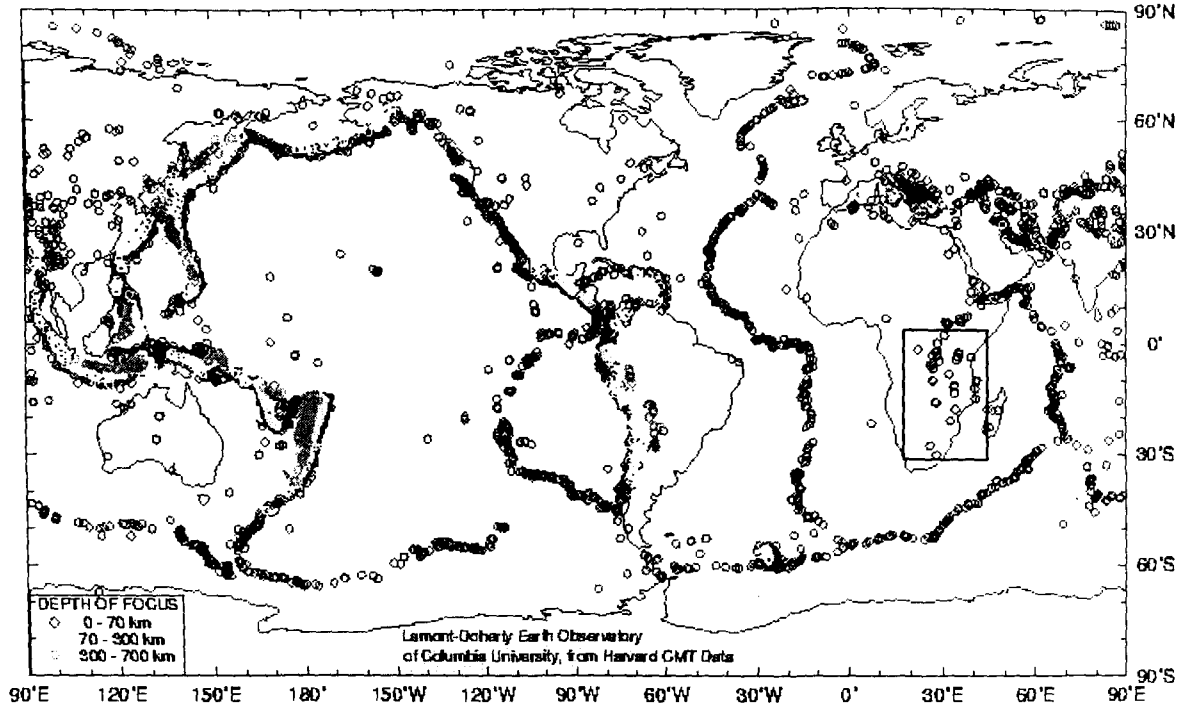 90°N
60°N
30°N
0°
30°S
60°S
90°S
DEPTH OF FOCUS
0 - 70 km
70 - 300 km
300 - 700 km
Lamont-Doherty Earth Observatory
of Columbia University, from Harvard CMT Data
90°E 120°E 150°E 180° 150°W 120°W 90°W 60°W 30°W 0° 30°E 60°E 90°E